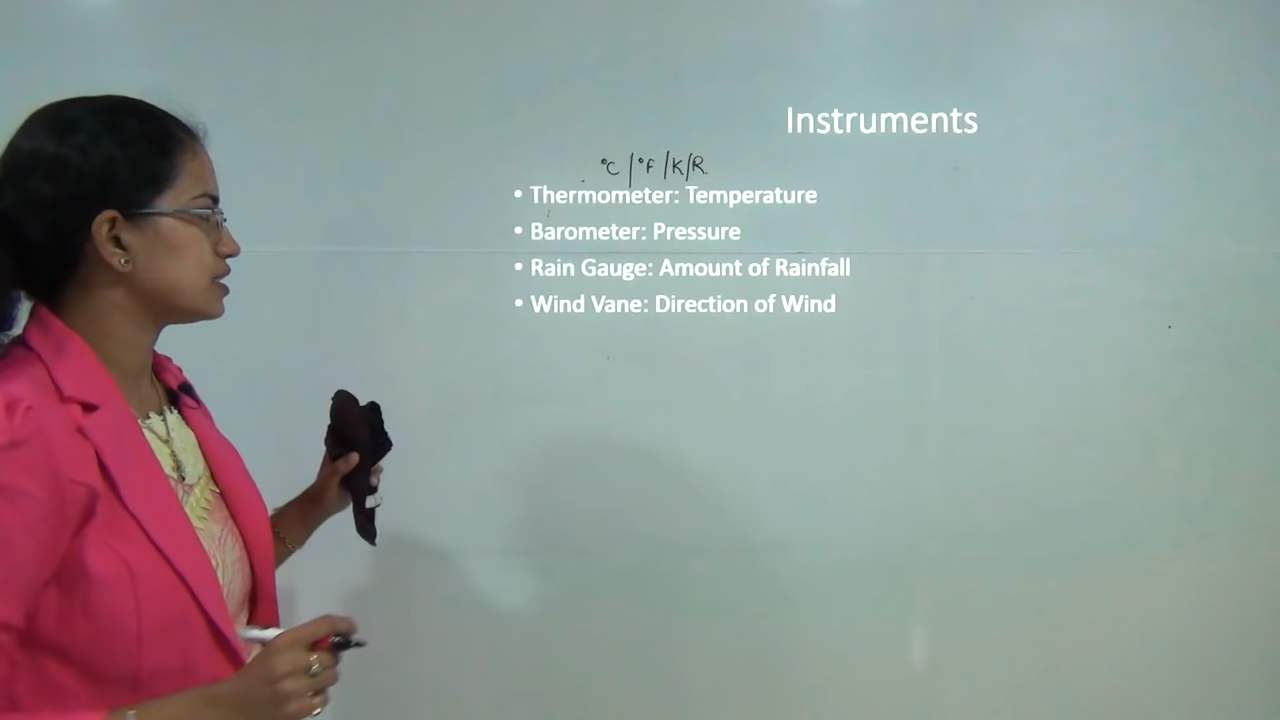 Instruments
°C/°F/K/R.
• Thermometer: Temperature
• Barometer: Pressure
• Rain Gauge: Amount of Rainfall
• Wind Vane: Direction of Wind